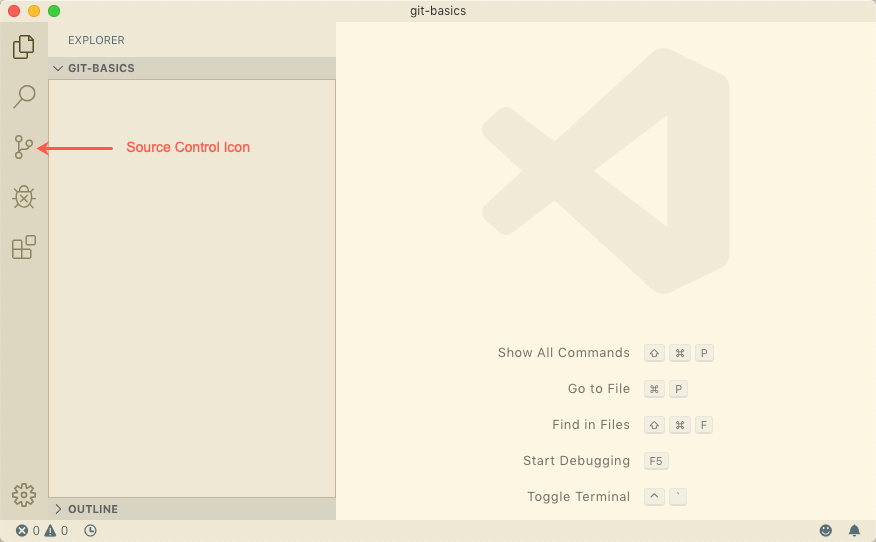 git-basics
EXPLORER
GIT-BASICS
Source Control Icon
Show All Commands ⇧ ⌘ P
Go to File ⌘ P
Find in Files ⇧ ⌘ F
Start Debugging F5
Toggle Terminal ^ `
OUTLINE
0 0